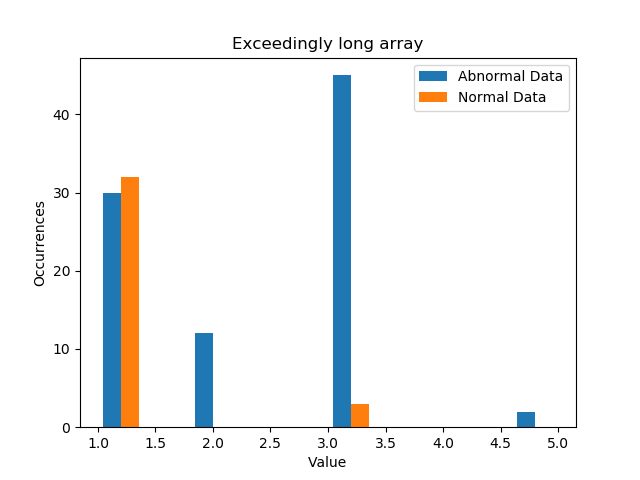 Exceedingly long array
Abnormal Data
Normal Data
Occurrences
40
30
20
10
0
1.0 1.5 2.0 2.5 3.0 3.5 4.0 4.5 5.0
Value